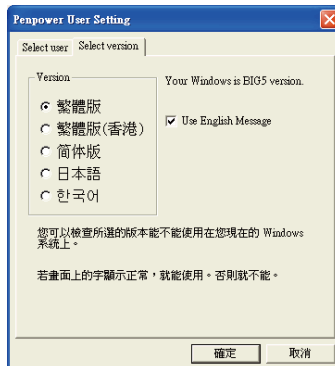 Penpower User Setting
Select user
Select version
Version
繁體版
繁體版(香港)
简体版
日本語
한국어
Your Windows is BIG5 version.
Use English Message
您可以檢查所選的版本能不能使用在您現在的 Windows
系統上。
若畫面上的字顯示正常，就能使用。否則就不能。
確定
取消